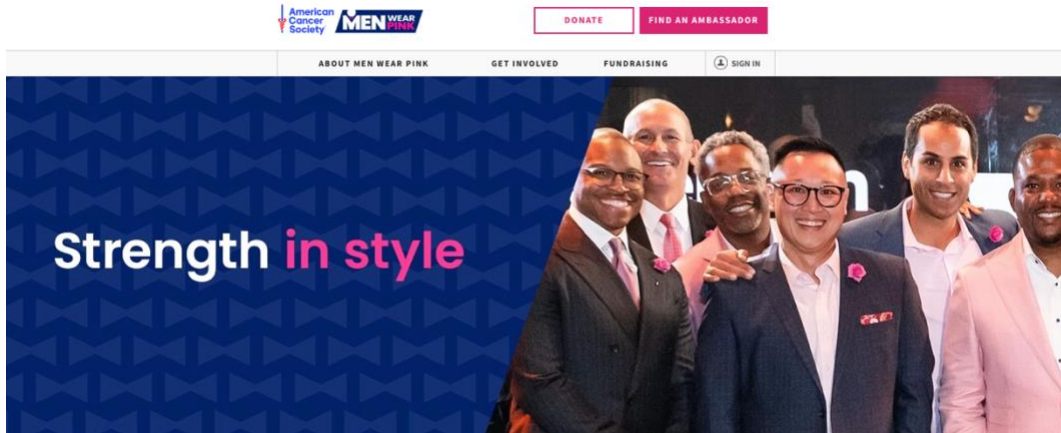 American
Cancer
Society
MEN WEAR
PINK
DONATE
FIND AN AMBASSADOR
ABOUT MEN WEAR PINK
GET INVOLVED
FUNDRAISING
SIGN IN
Strength in style